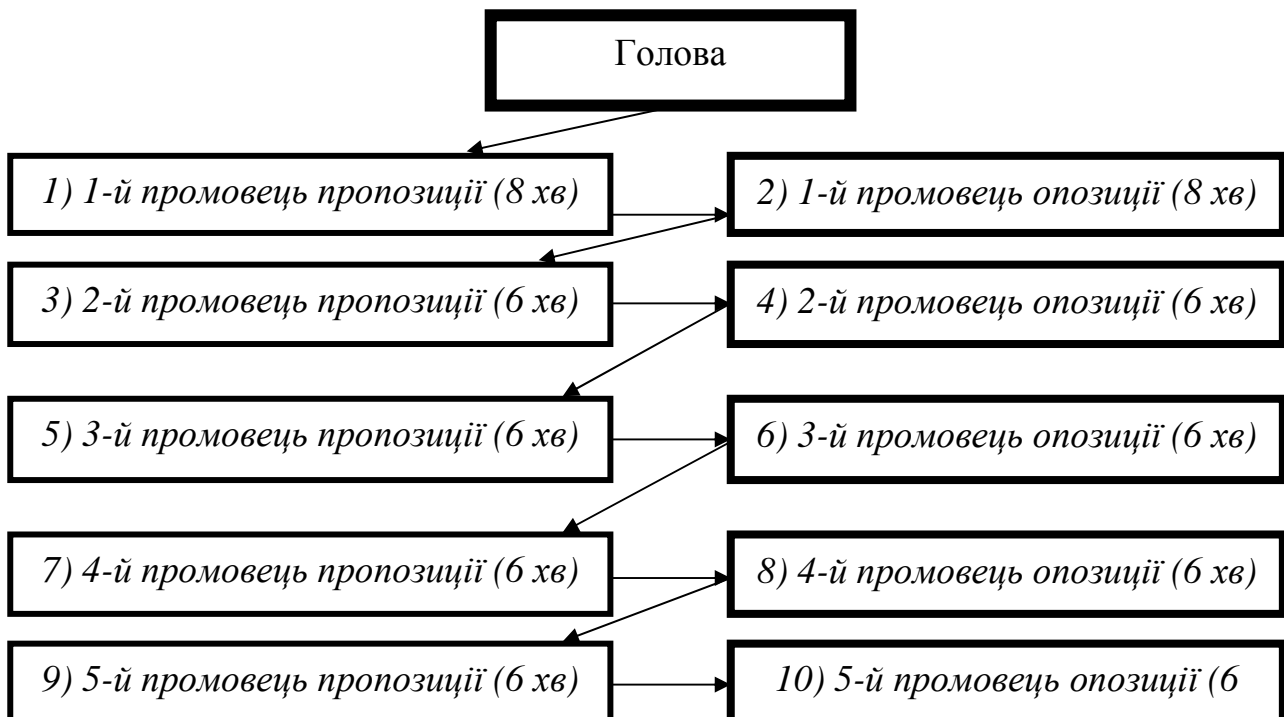 Голова
1) 1-й промовець пропозиції (8 хв)
2) 1-й промовець опозиції (8 хв)
3) 2-й промовець пропозиції (6 хв)
4) 2-й промовець опозиції (6 хв)
5) 3-й промовець пропозиції (6 хв)
6) 3-й промовець опозиції (6 хв)
7) 4-й промовець пропозиції (6 хв)
8) 4-й промовець опозиції (6 хв)
9) 5-й промовець пропозиції (6 хв)
10) 5-й промовець опозиції (6